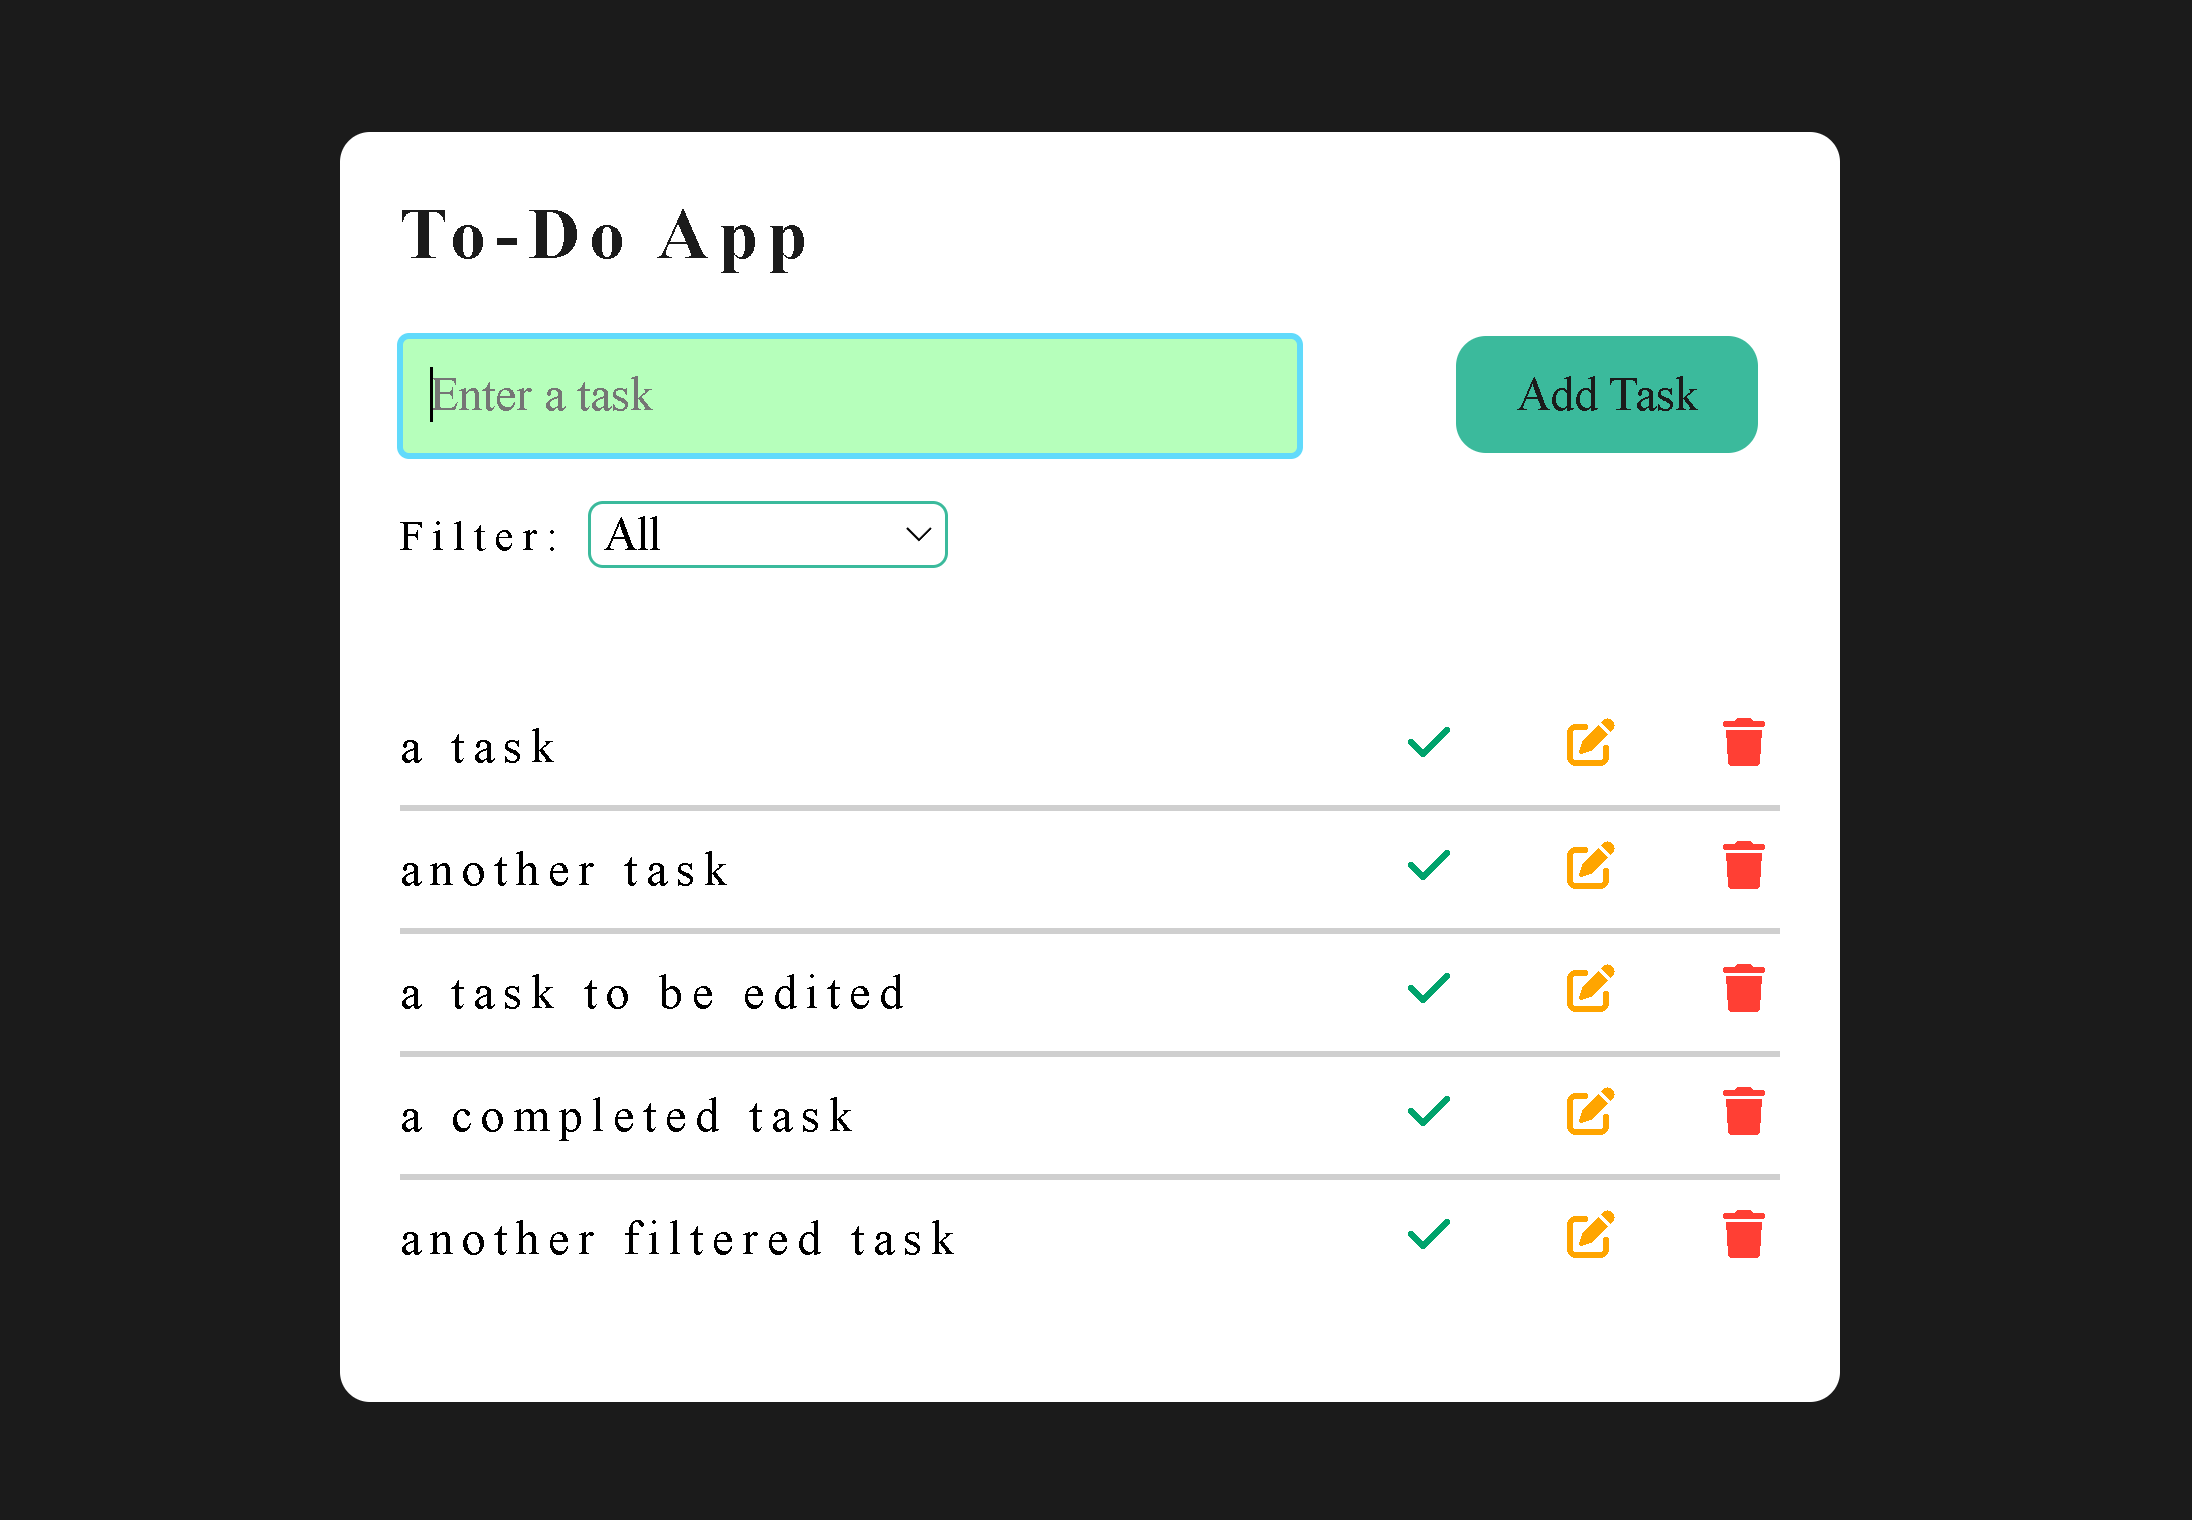 To-Do App
Enter a task
Add Task
Filter: All
a task
another task
a task to be edited
a completed task
another filtered task